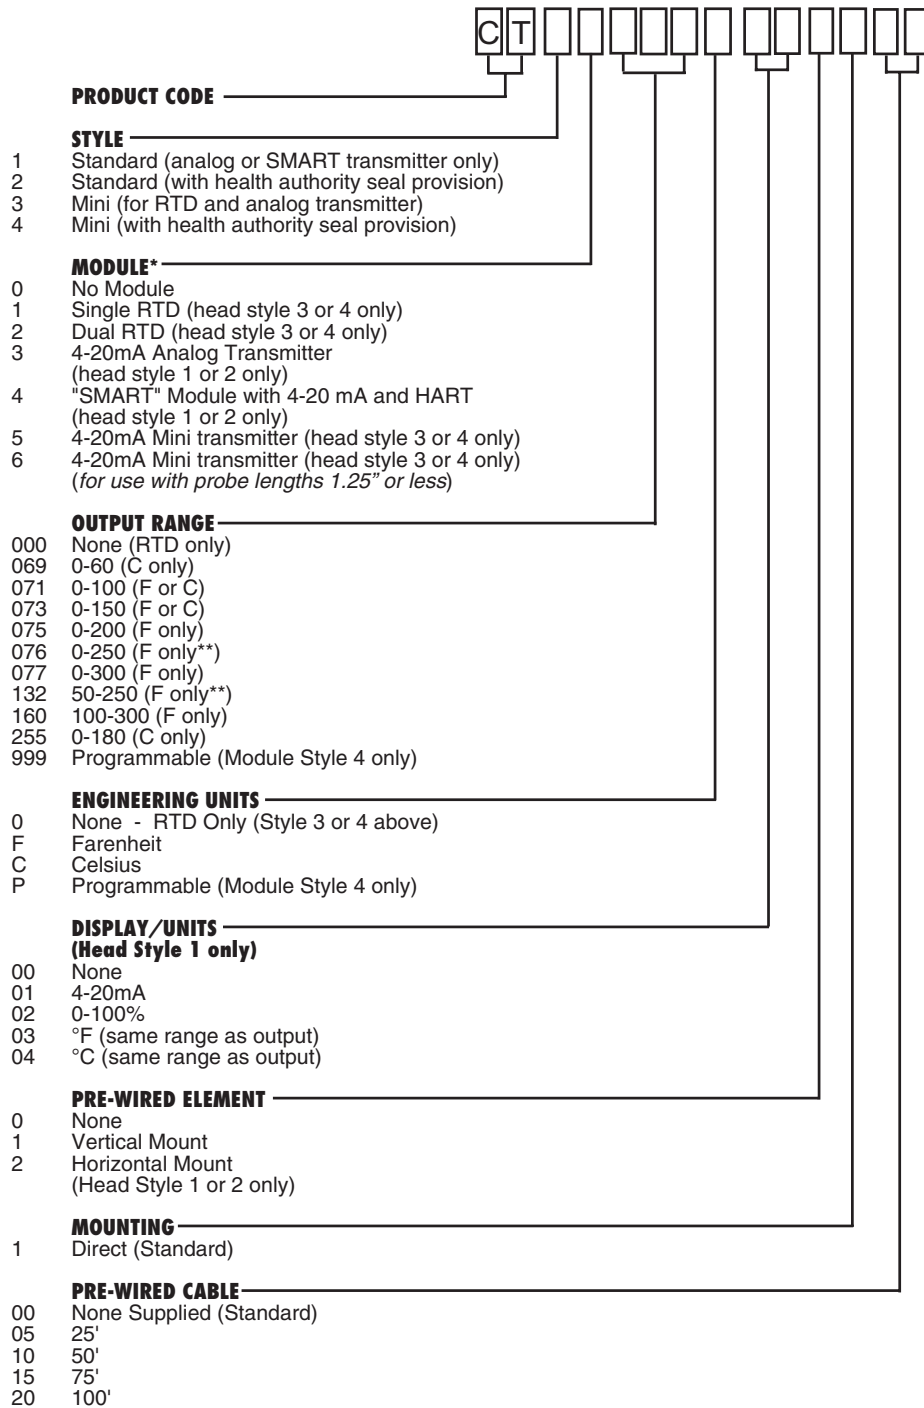 CT
PRODUCT CODE
STYLE
1 Standard (analog or SMART transmitter only)
2 Standard (with health authority seal provision)
3 Mini (for RTD and analog transmitter)
4 Mini (with health authority seal provision)
MODULE*
0 No Module
1 Single RTD (head style 3 or 4 only)
2 Dual RTD (head style 3 or 4 only)
3 4-20mA Analog Transmitter
(head style 1 or 2 only)
4 "SMART" Module with 4-20 mA and HART
(head style 1 or 2 only)
5 4-20mA Mini transmitter (head style 3 or 4 only)
6 4-20mA Mini transmitter (head style 3 or 4 only)
(for use with probe lengths 1.25” or less)
OUTPUT RANGE
000 None (RTD only)
069 0-60 (C only)
071 0-100 (F or C)
073 0-150 (F or C)
075 0-200 (F only)
076 0-250 (F only**)
077 0-300 (F only)
132 50-250 (F only**)
160 100-300 (F only)
255 0-180 (C only)
999 Programmable (Module Style 4 only)
ENGINEERING UNITS
0 None - RTD Only (Style 3 or 4 above)
F Farenheit
C Celsius
P Programmable (Module Style 4 only)
DISPLAY/UNITS
(Head Style 1 only)
00 None
01 4-20mA
02 0-100%
03 °F (same range as output)
04 °C (same range as output)
PRE-WIRED ELEMENT
0 None
1 Vertical Mount
2 Horizontal Mount
(Head Style 1 or 2 only)
MOUNTING
1 Direct (Standard)
PRE-WIRED CABLE
00 None Supplied (Standard)
05 25'
10 50'
15 75'
20 100'